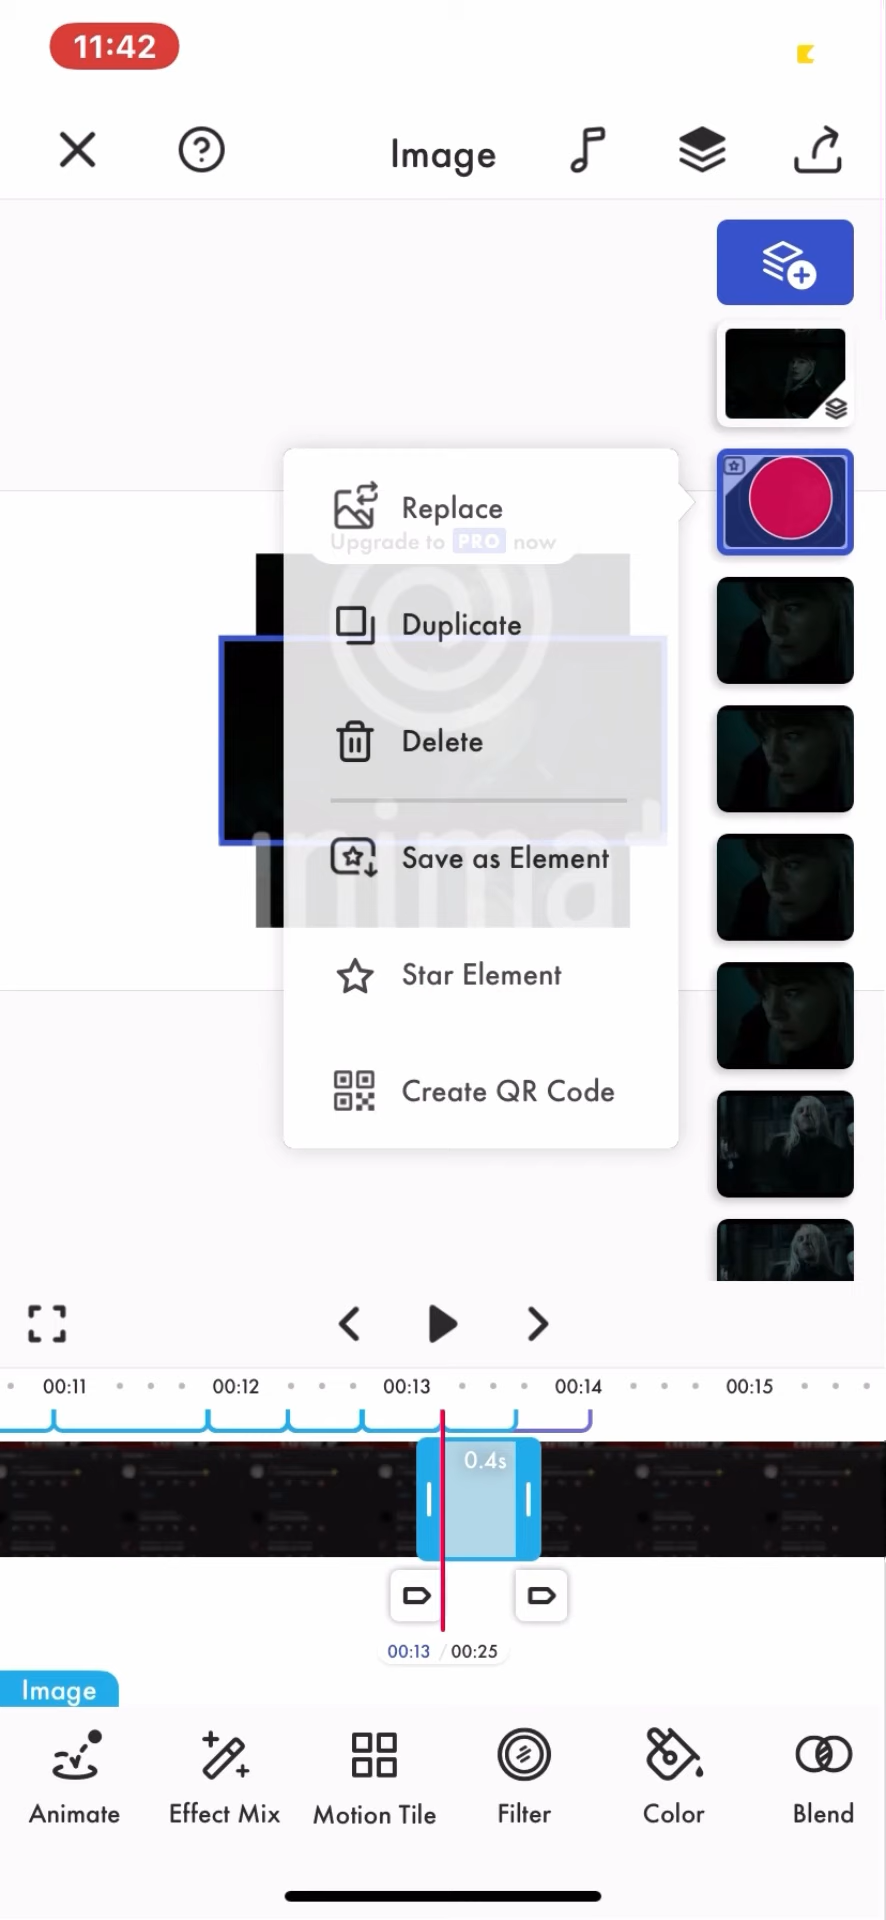 11:42
Image
Replace
Upgrade to PRO now
Duplicate
Delete
nima
Save as Element
Star Element
Create QR Code
00:11
00:12
00:13
00:14
00:15
0.4s
00:13 / 00:25
Image
Animate
Effect Mix
Motion Tile
Filter
Color
Blend